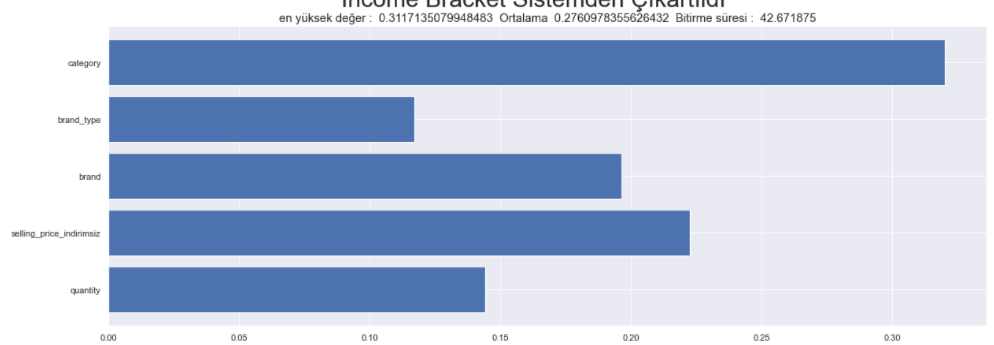 Income Bracket Sistemden Çıkartıldı
en yüksek değer : 0.3117135079948483 Ortalama 0.2760978355626432 Bitirme süresi : 42.671875
category
brand_type
brand
selling_price_indirimsiz
quantity
0.00 0.05 0.10 0.15 0.20 0.25 0.30